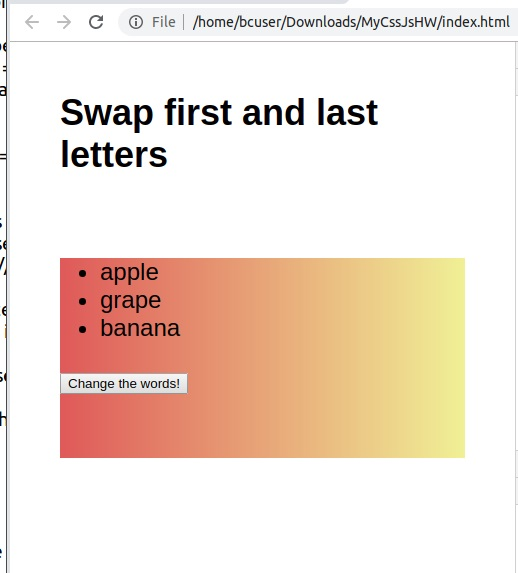 File | /home/bcuser/Downloads/MyCssJsHW/index.html
Swap first and last
letters
apple
grape
banana
Change the words!